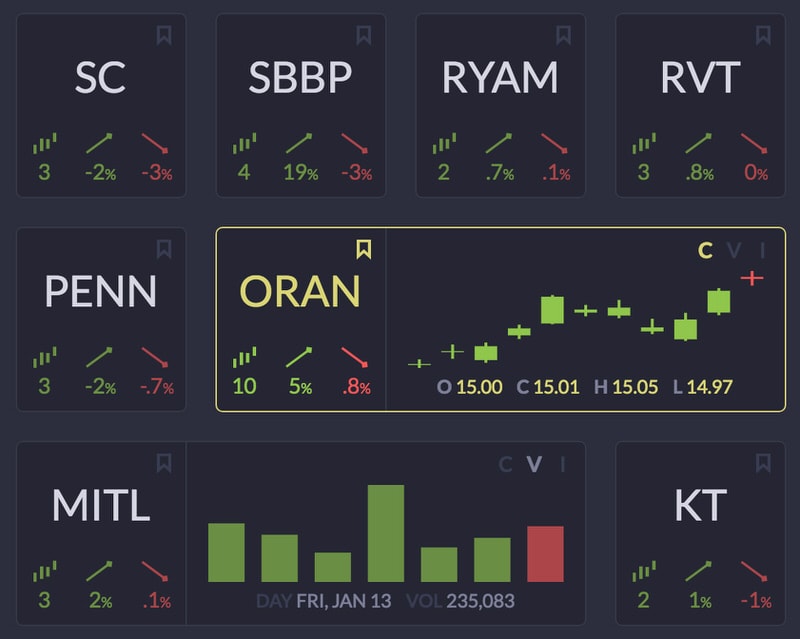 SC SBBP RYAM RVT
3 -2% -3% 4 19% -3% 2 .7% .1% 3 .8% 0%
C V I
PENN ORAN
3 -2% -.7% 10 5% .8% O 15.00 C 15.01 H 15.05 L 14.97
C V I
MITL KT
3 2% .1% DAY FRI, JAN 13 VOL 235,083 2 1% -1%